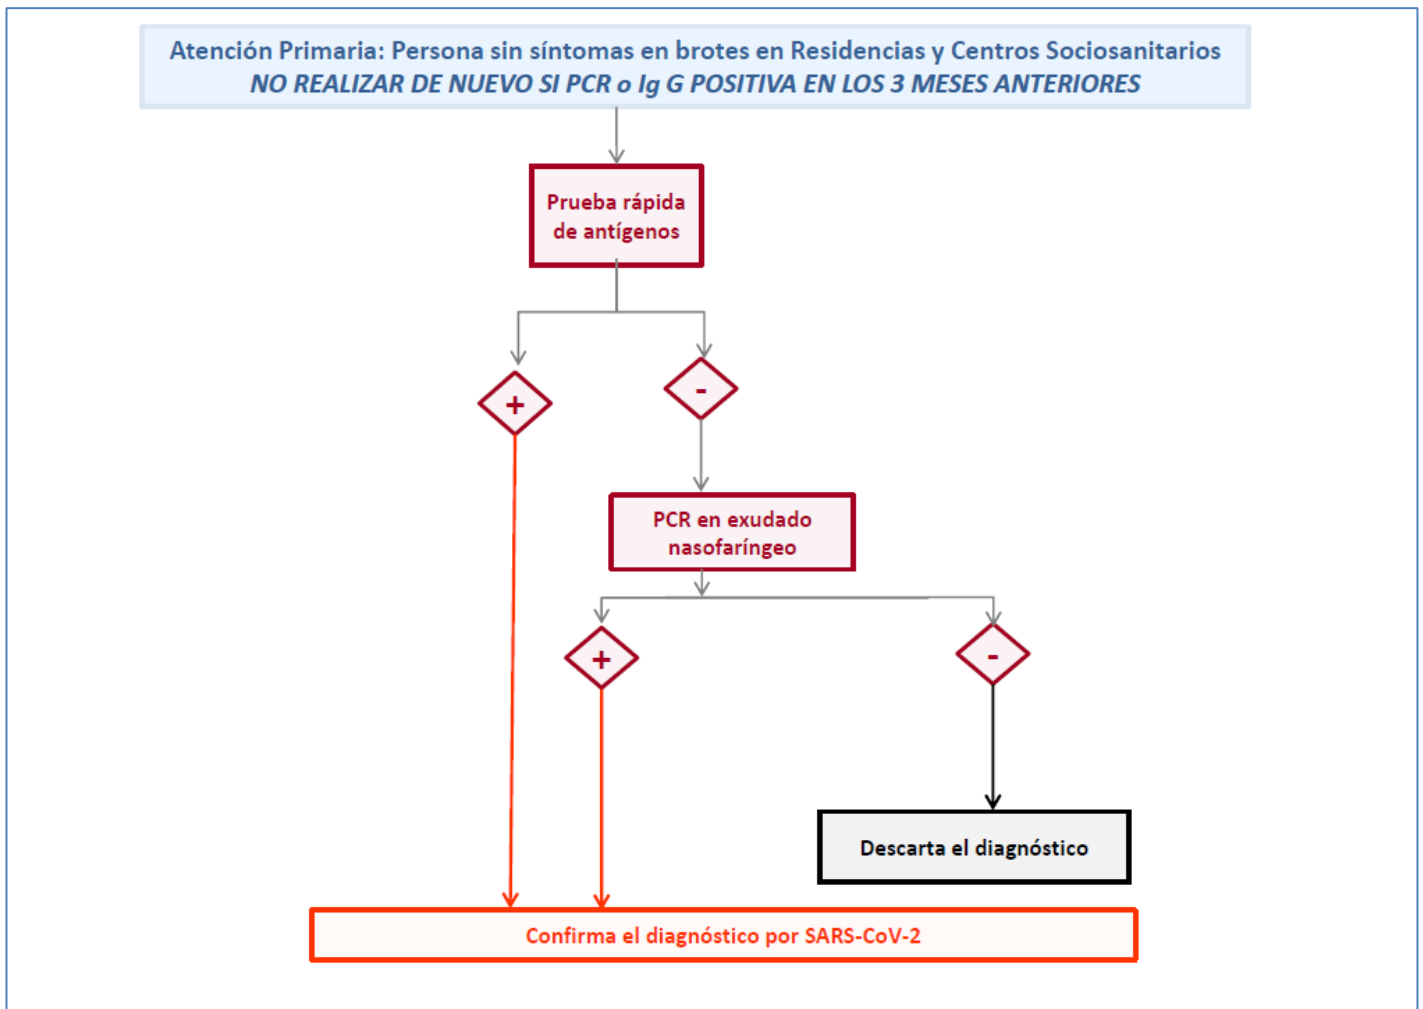 Atención Primaria: Persona sin síntomas en brotes en Residencias y Centros Sociosanitarios
NO REALIZAR DE NUEVO SI PCR o Ig G POSITIVA EN LOS 3 MESES ANTERIORES
Prueba rápida
de antígenos
+
-
PCR en exudado
nasofaríngeo
+
-
Descarta el diagnóstico
Confirma el diagnóstico por SARS-CoV-2